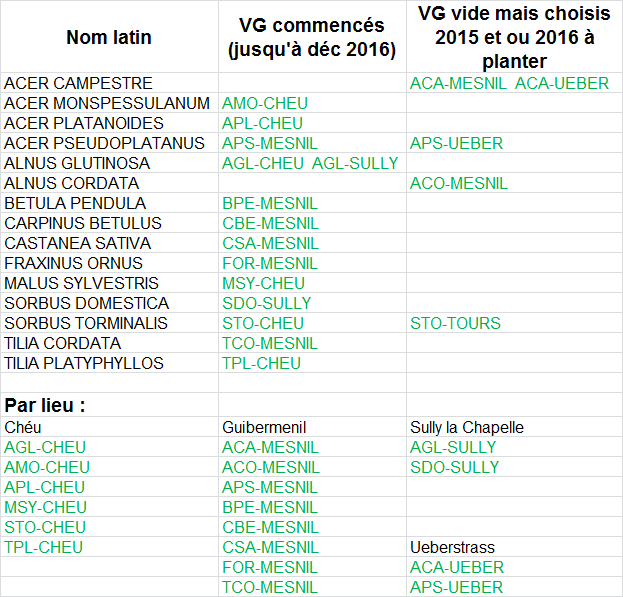 Nom latin VG commencés (jusqu'à déc 2016) VG vide mais choisis 2015 et ou 2016 à planter
ACER CAMPESTRE ACA-MESNIL ACA-UEBER
ACER MONSPESSULANUM AMO-CHEU
ACER PLATANOIDES APL-CHEU
ACER PSEUDOPLATANUS APS-MESNIL APS-UEBER
ALNUS GLUTINOSA AGL-CHEU AGL-SULLY
ALNUS CORDATA ACO-MESNIL
BETULA PENDULA BPE-MESNIL
CARPINUS BETULUS CBE-MESNIL
CASTANEA SATIVA CSA-MESNIL
FRAXINUS ORNUS FOR-MESNIL
MALUS SYLVESTRIS MSY-CHEU
SORBUS DOMESTICA SDO-SULLY
SORBUS TORMINALIS STO-CHEU STO-TOURS
TILIA CORDATA TCO-MESNIL
TILIA PLATYPHYLLOS TPL-CHEU
Par lieu :
Chéu Guibermenil Sully la Chapelle
AGL-CHEU ACA-MESNIL AGL-SULLY
AMO-CHEU ACO-MESNIL SDO-SULLY
APL-CHEU APS-MESNIL
MSY-CHEU BPE-MESNIL
STO-CHEU CBE-MESNIL
TPL-CHEU CSA-MESNIL Ueberstrass
FOR-MESNIL ACA-UEBER
TCO-MESNIL APS-UEBER